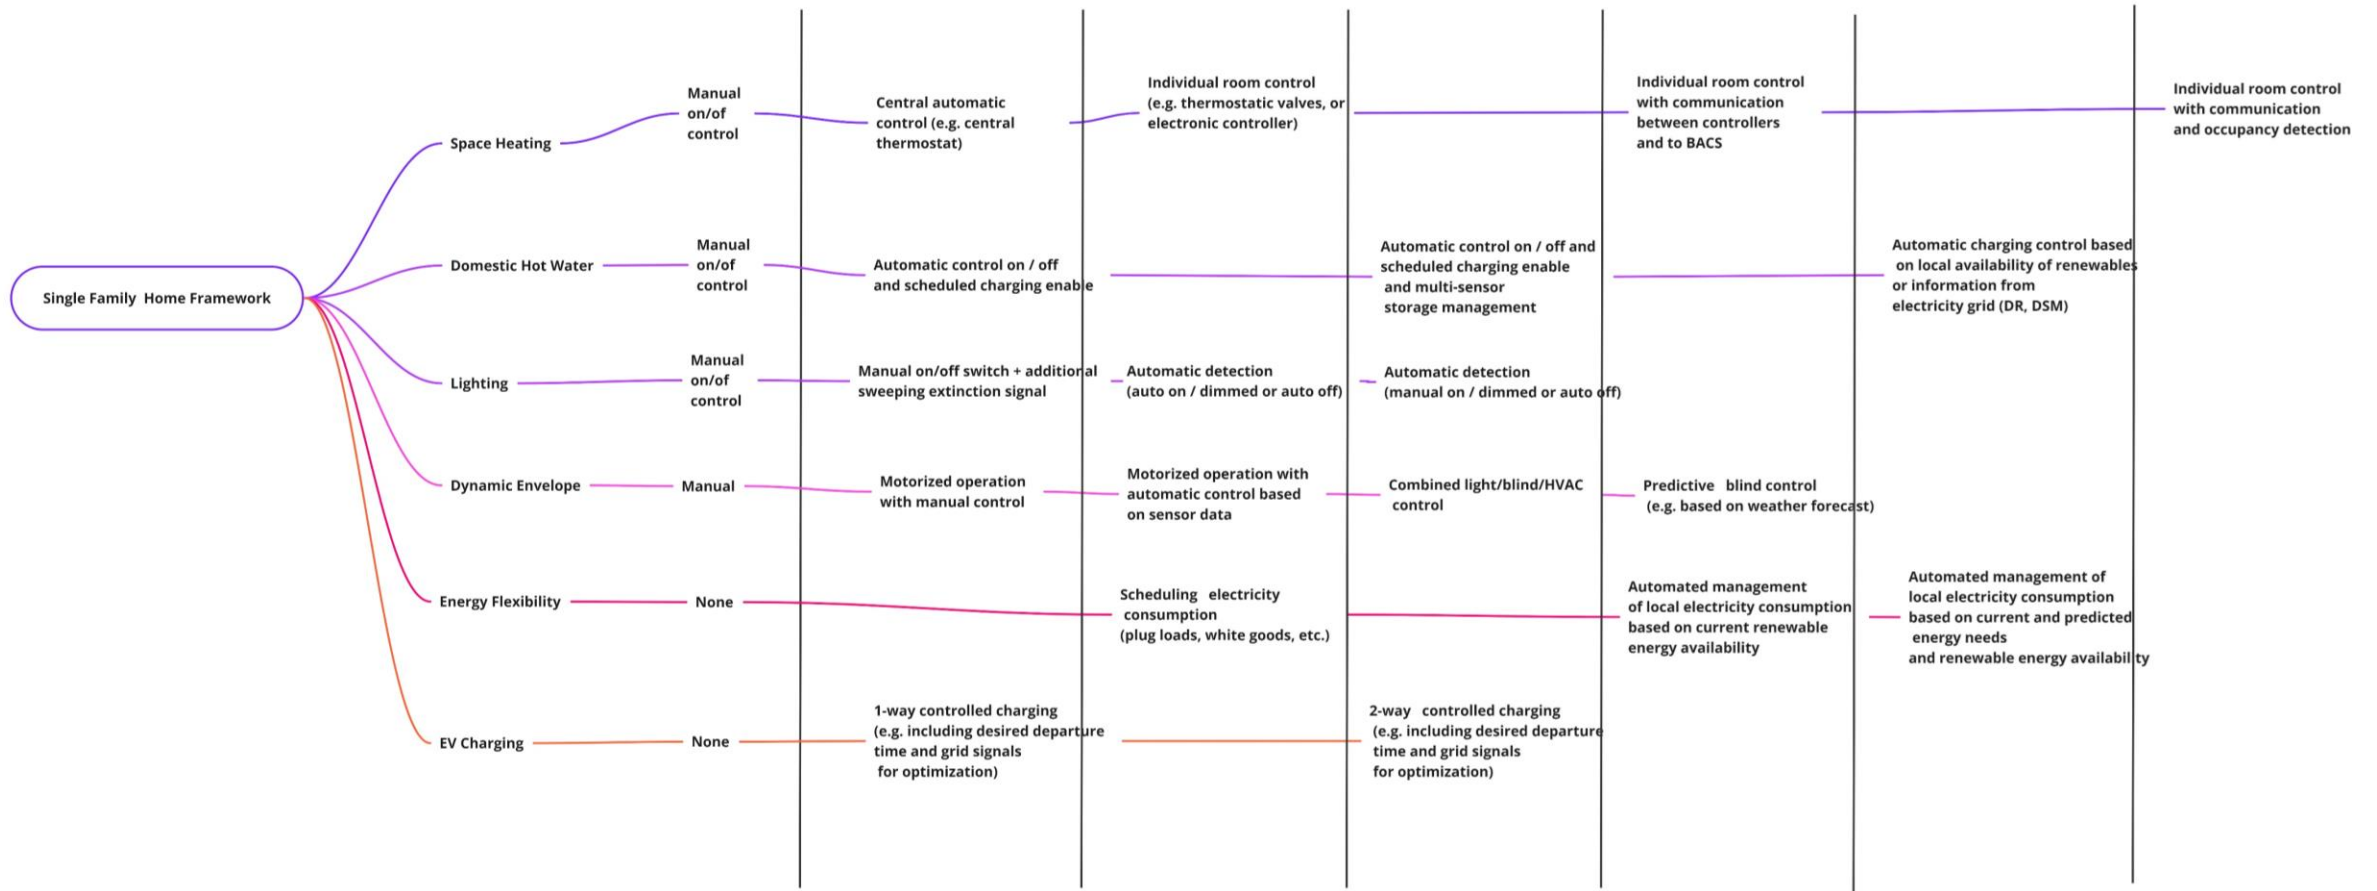 Single Family  Home Framework
Space Heating
Manual
on/of
control
Central automatic
control (e.g. central
thermostat)
Individual room control
(e.g. thermostatic valves, or
electronic controller)
Individual room control
with communication
between controllers
and to BACS
Individual room control
with communication
and occupancy detection
Domestic Hot Water
Manual
on/of
control
Automatic control on / off
and scheduled charging enable
Automatic control on / off and
scheduled charging enable
and multi-sensor
storage management
Automatic charging control based
on local availability of renewables
or information from
electricity grid (DR, DSM)
Lighting
Manual
on/of
control
Manual on/off switch + additional
sweeping extinction signal
Automatic detection
(auto on / dimmed or auto off)
Automatic detection
(manual on / dimmed or auto off)
Dynamic Envelope
Manual
Motorized operation
with manual control
Motorized operation with
automatic control based
on sensor data
Combined light/blind/HVAC
control
Predictive   blind control
(e.g. based on weather forecast)
Energy Flexibility
None
Scheduling   electricity
consumption
(plug loads, white goods, etc.)
Automated management
of local electricity consumption
based on current renewable
energy availability
Automated management of
local electricity consumption
based on current and predicted
energy needs
and renewable energy availability
EV Charging
None
1-way controlled charging
(e.g. including desired departure
time and grid signals
for optimization)
2-way   controlled charging
(e.g. including desired departure
time and grid signals
for optimization)